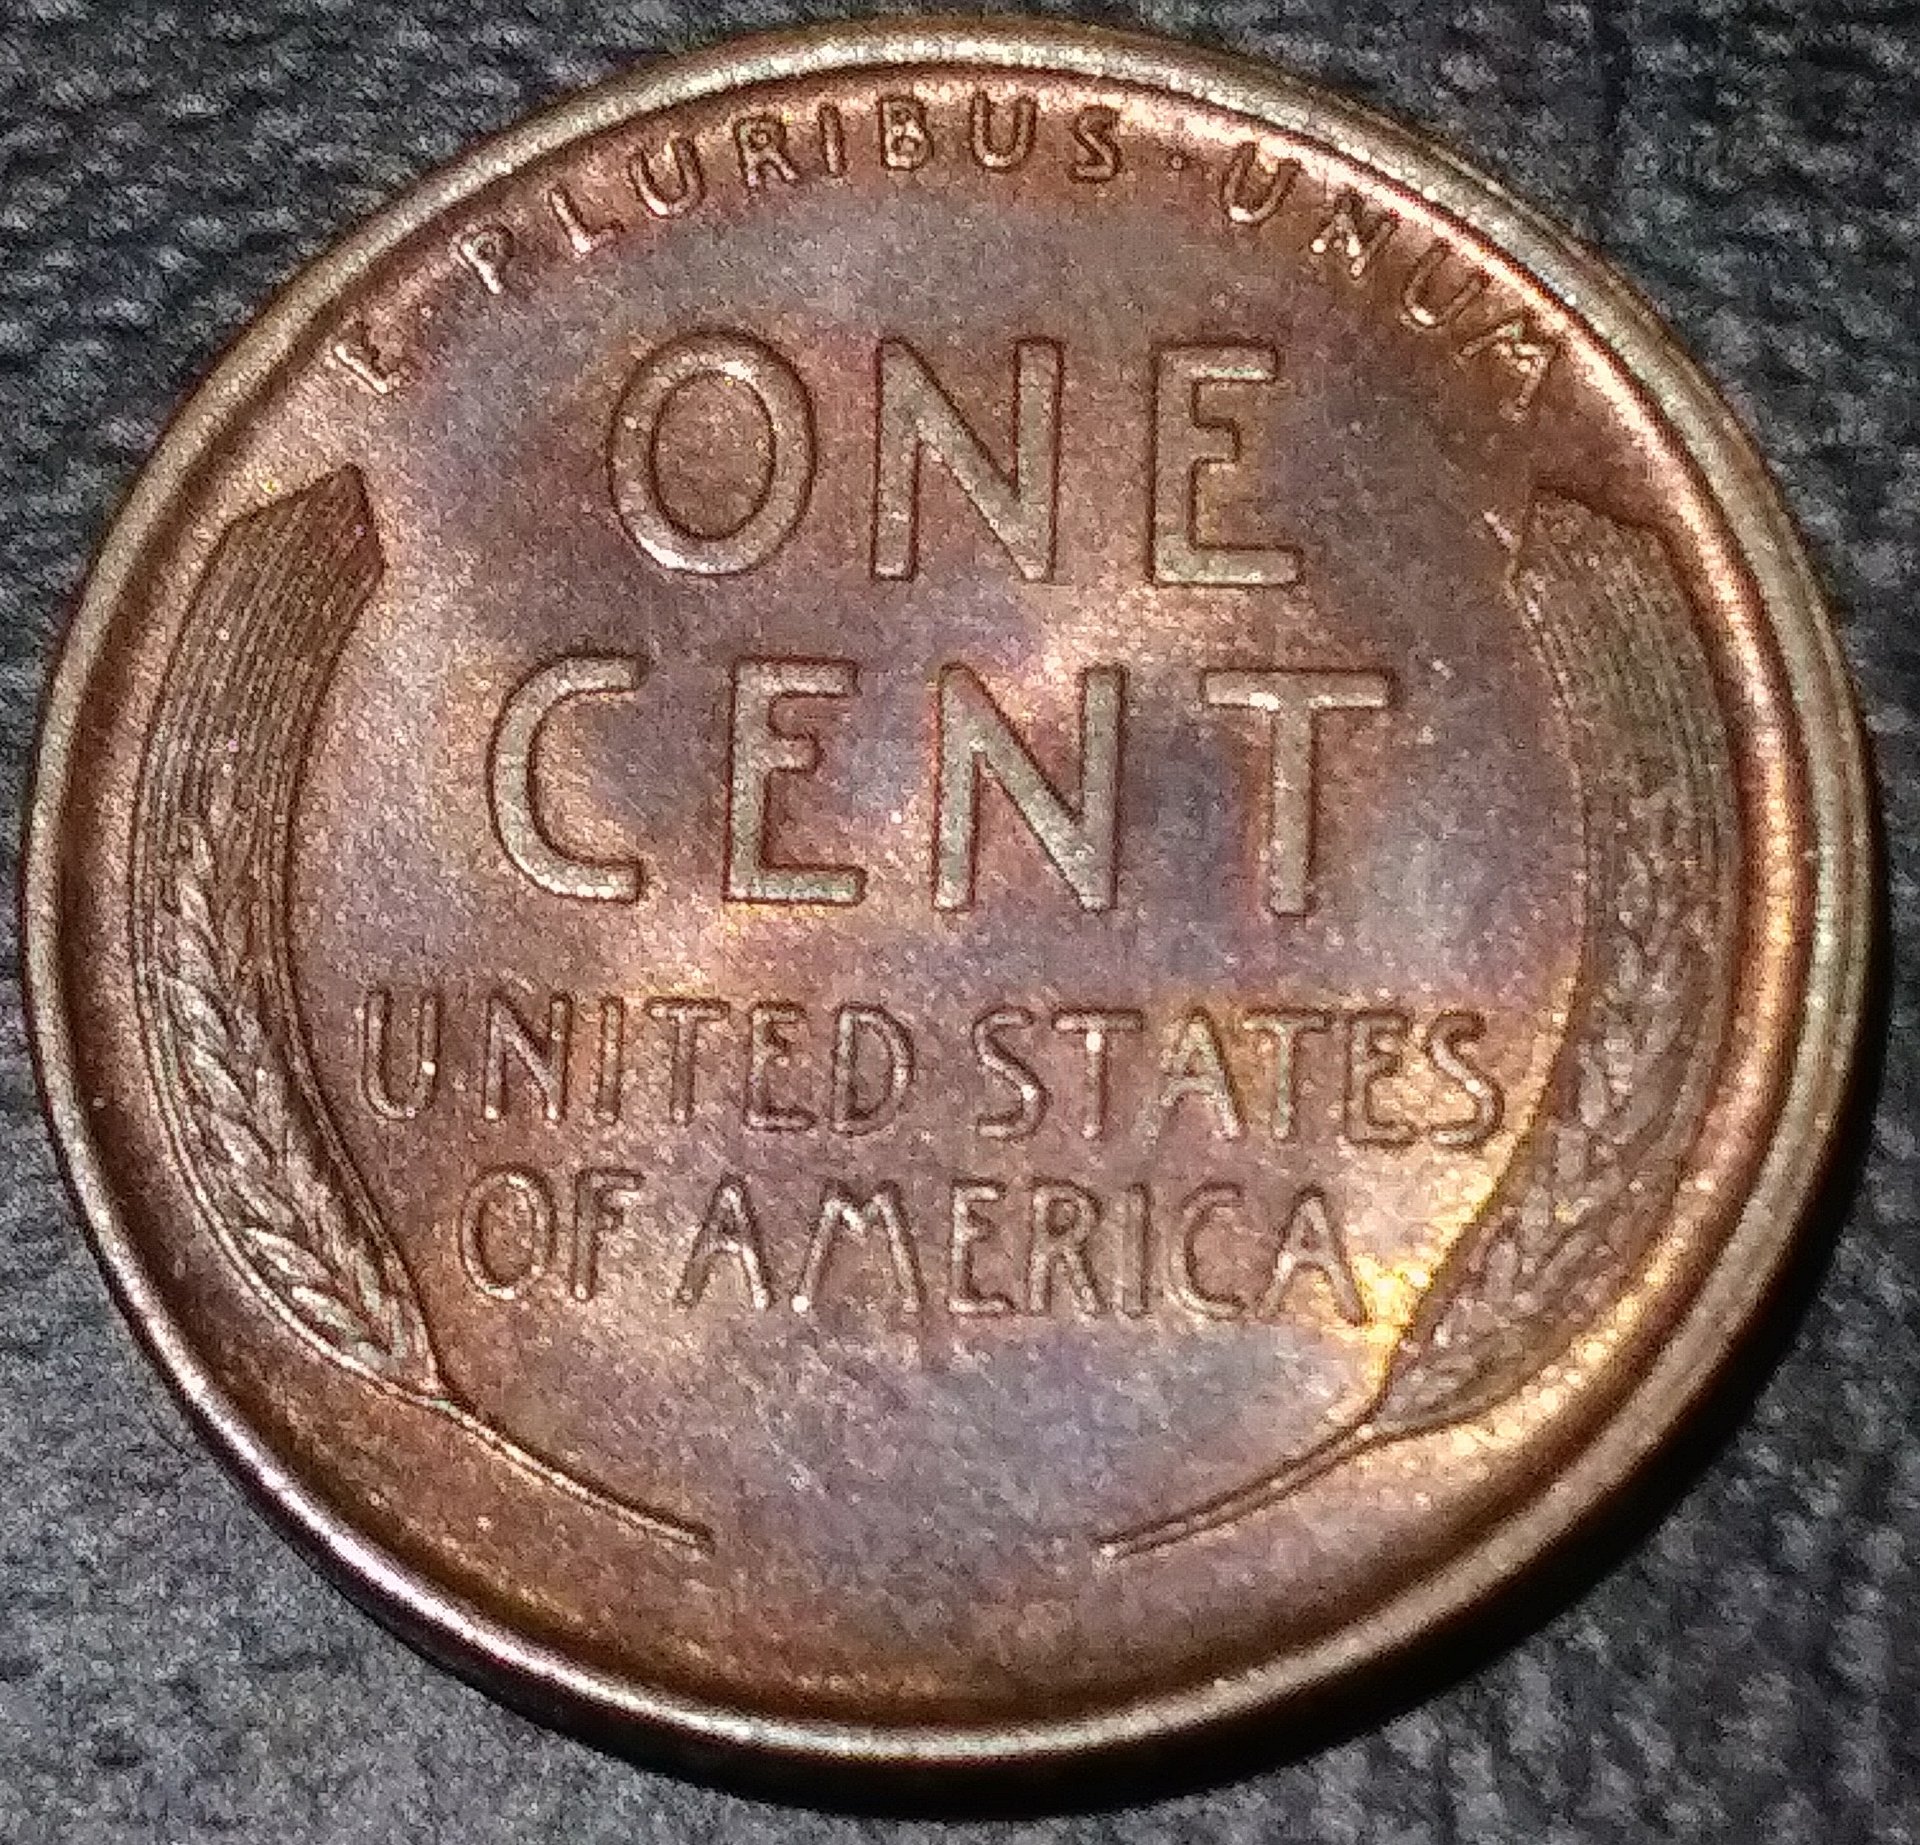 E · PLURIBUS · UNUM
ONE
CENT
UNITED STATES
OF AMERICA